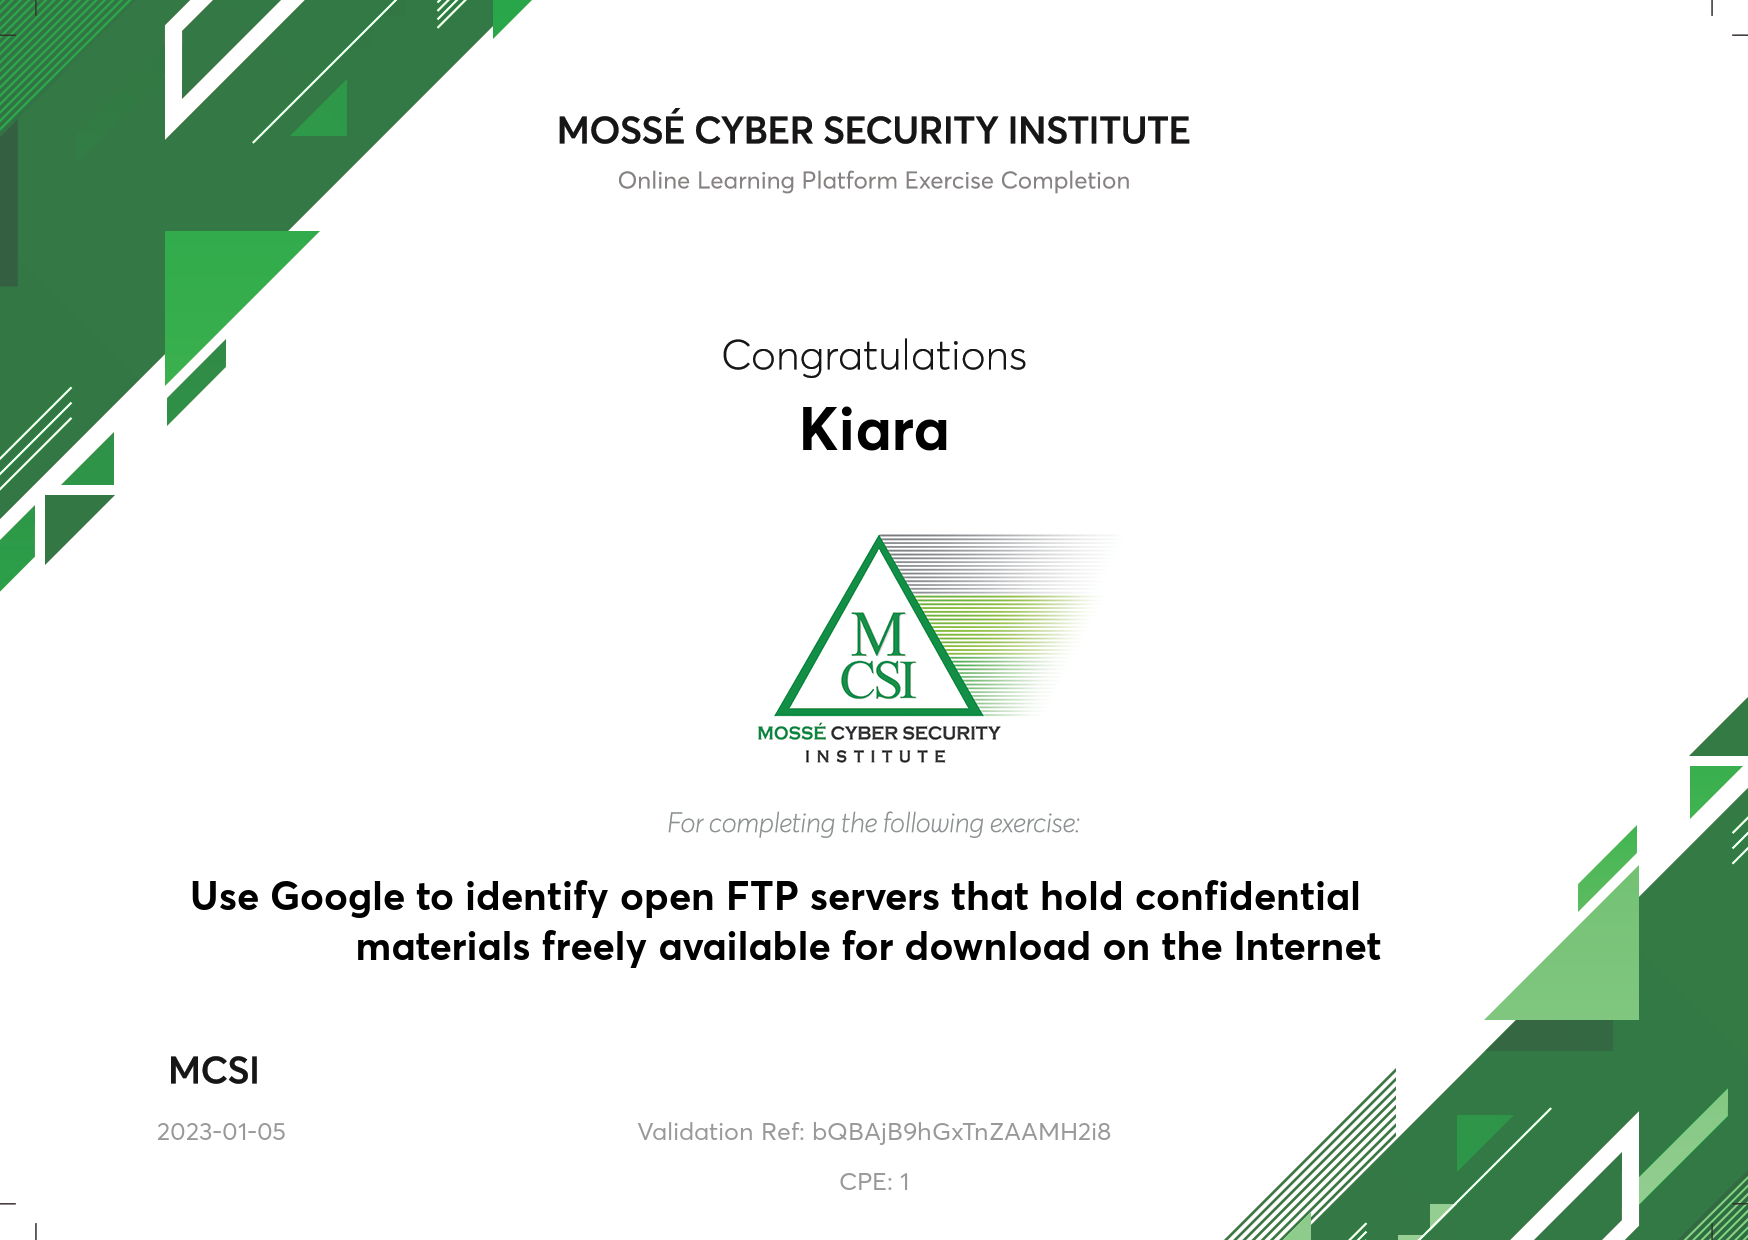 MOSSÉ CYBER SECURITY INSTITUTE
Online Learning Platform Exercise Completion
Congratulations
Kiara
M
CSI
MOSSÉ CYBER SECURITY
INSTITUTE
For completing the following exercise:
Use Google to identify open FTP servers that hold confidential
materials freely available for download on the Internet
MCSI
2023-01-05
Validation Ref: bQBAjB9hGxTnZAAMH2i8
CPE: 1